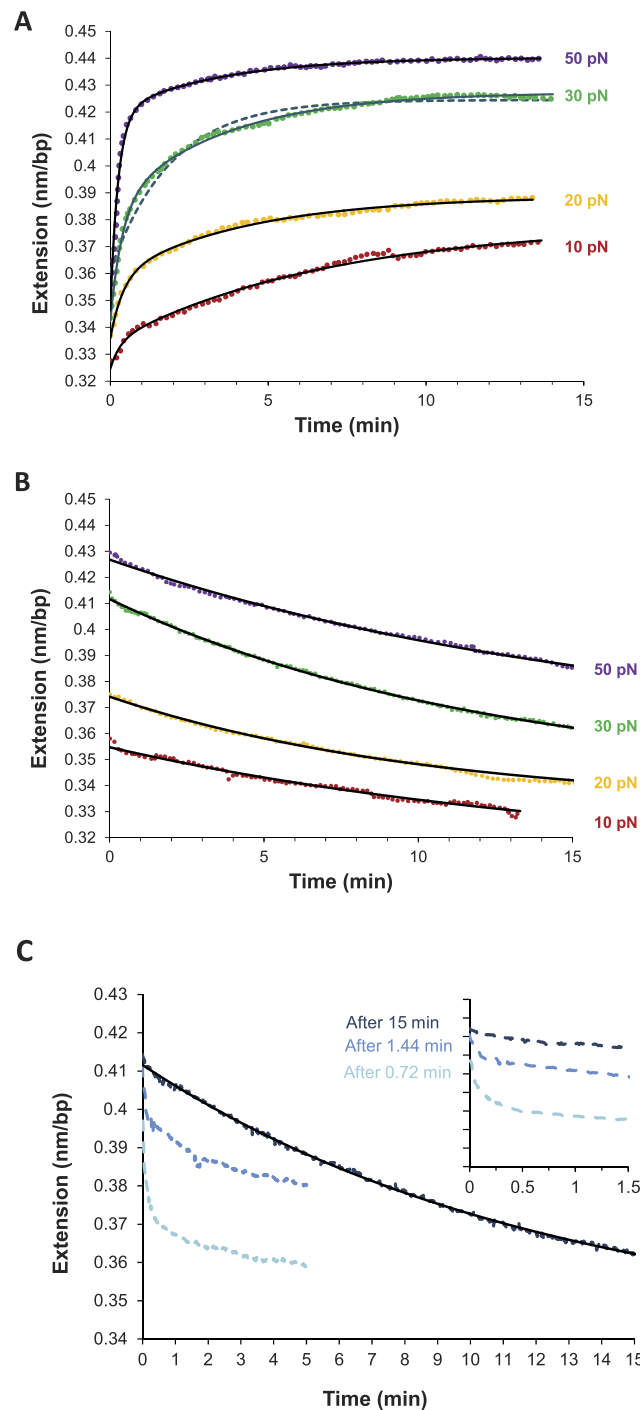 A
0.45
0.44
0.43
0.42
0.41
0.4
0.39
0.38
0.37
0.36
0.35
0.34
0.33
0.32
Extension (nm/bp)
50 pN
30 pN
20 pN
10 pN
0 5 10 15
Time (min)
B
0.45
0.44
0.43
0.42
0.41
0.4
0.39
0.38
0.37
0.36
0.35
0.34
0.33
0.32
Extension (nm/bp)
50 pN
30 pN
20 pN
10 pN
0 5 10 15
Time (min)
C
0.43
0.42
0.41
0.4
0.39
0.38
0.37
0.36
0.35
0.34
Extension (nm/bp)
After 15 min
After 1.44 min
After 0.72 min
0 0.5 1 1.5
0 1 2 3 4 5 6 7 8 9 10 11 12 13 14 15
Time (min)